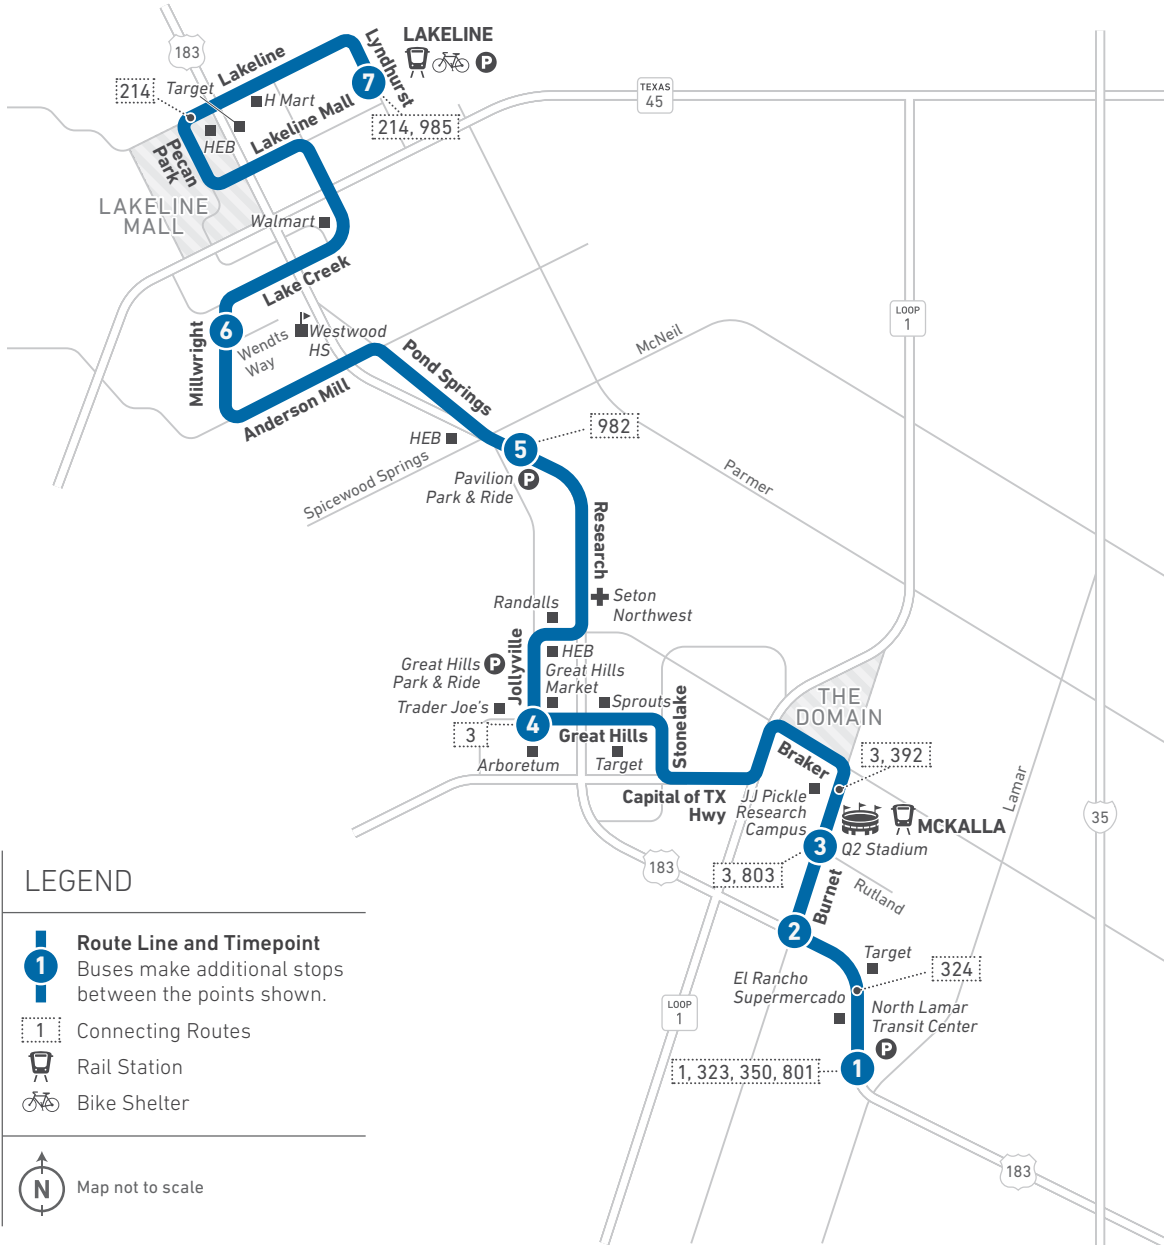 LAKELINE
183
Lakeline
Lyndhurst
7
214
Target
H Mart
Lakeline Mall
214, 985
TEXAS
45
HEB
Pecan
Park
LAKELINE
MALL
Walmart
Lake Creek
LOOP
1
6
Millwright
Wendts
Way
Westwood
HS
McNeil
Pond Springs
Anderson Mill
982
HEB
5
Spicewood Springs
Pavilion
Park & Ride
P
Parmer
Research
Randalls
Seton
Northwest
Jollyville
HEB
Great Hills
Park & Ride
P
Great Hills
Market
Trader Joe's
Sprouts
Stonelake
THE
DOMAIN
3
4
Great Hills
Arboretum
Target
Braker
3, 392
Capital of TX
Hwy
JJ Pickle
Research
Campus
MCKALLA
Lamar
35
3
Q2 Stadium
183
3, 803
Burnet
Rutland
2
Target
324
El Rancho
Supermercado
LOOP
1
North Lamar
Transit Center
P
1, 323, 350, 801
1
183
P
LEGEND
1
Route Line and Timepoint
Buses make additional stops
between the points shown.
1
Connecting Routes
Rail Station
Bike Shelter
N
Map not to scale